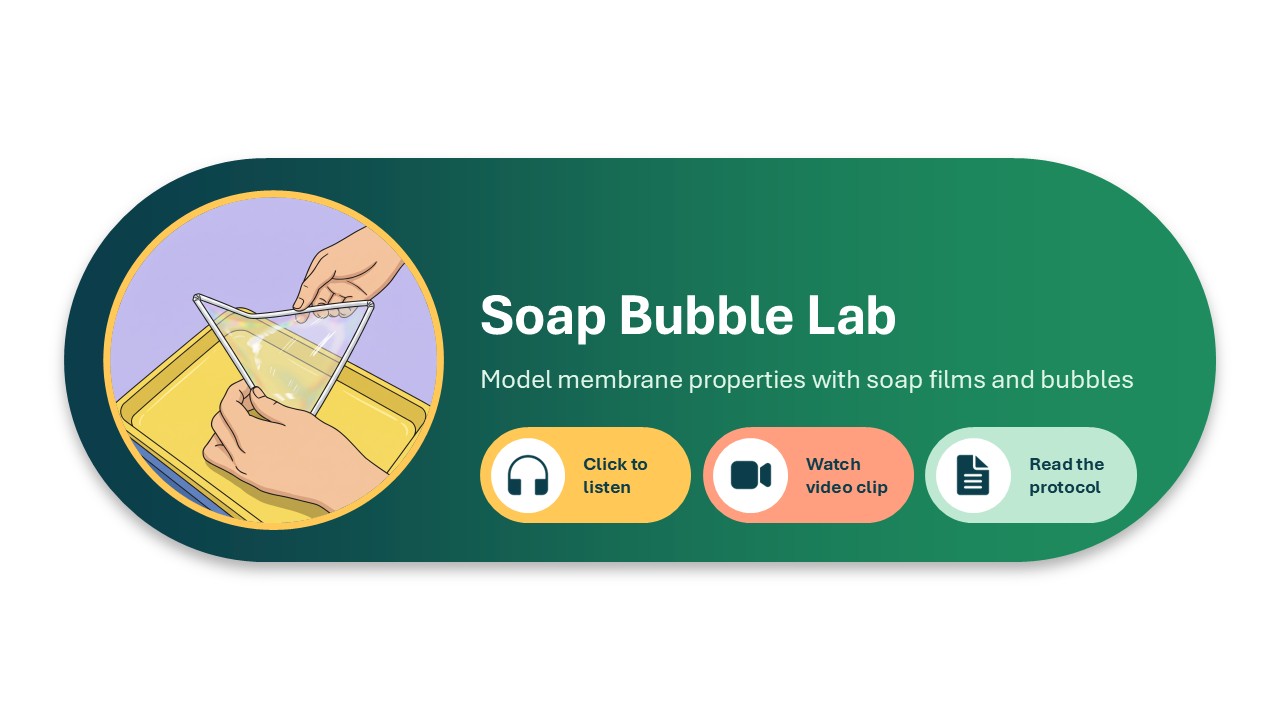 Soap Bubble Lab
Model membrane properties with soap films and bubbles
Click to
listen
Watch
video clip
Read the
protocol